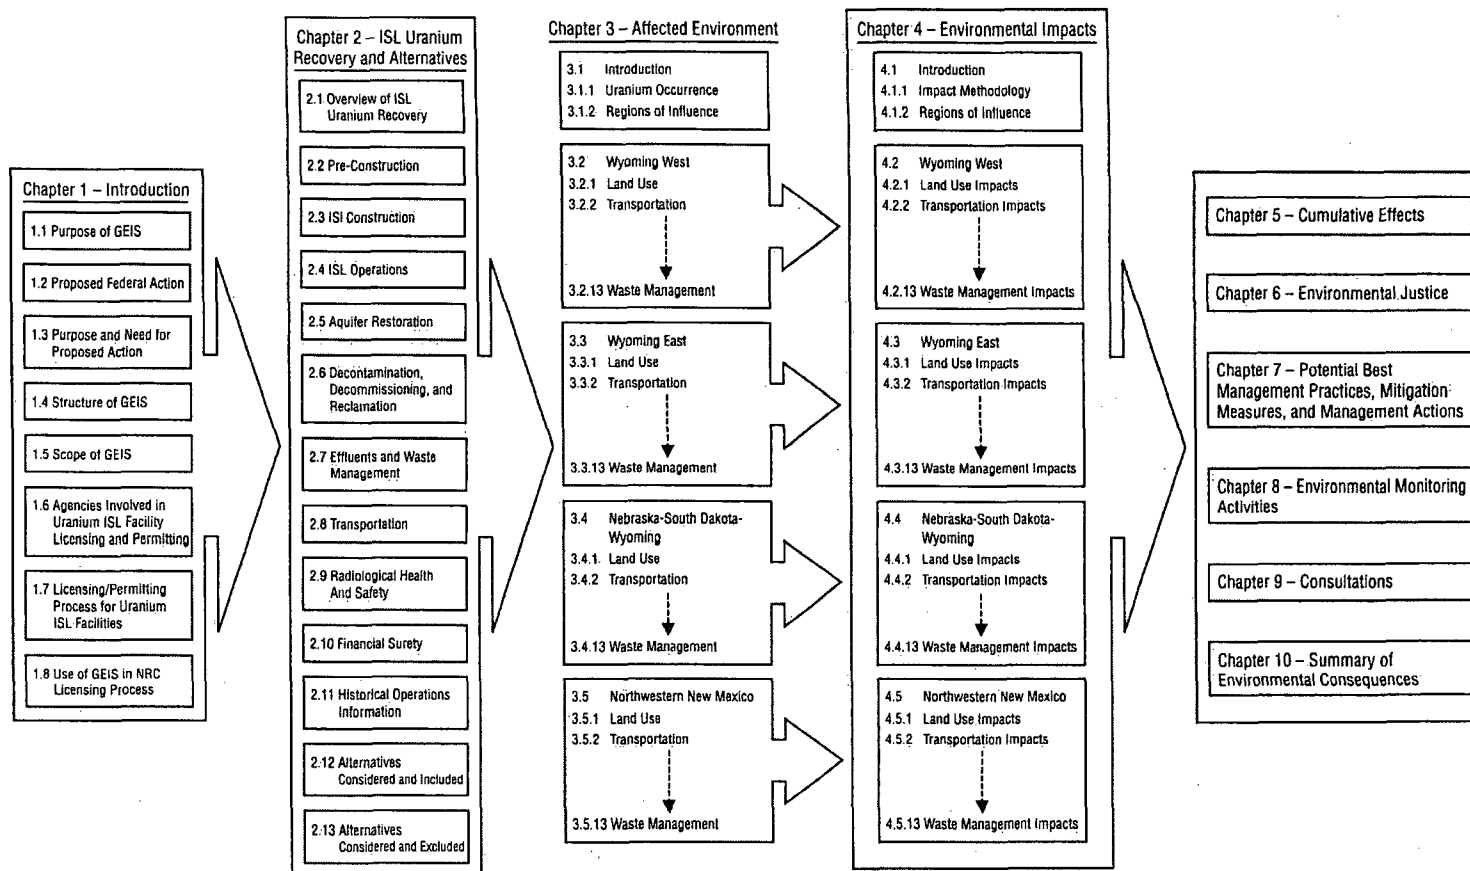 Chapter 1 – Introduction
1.1 Purpose of GEIS
1.2 Proposed Federal Action
1.3 Purpose and Need for
Proposed Action
1.4 Structure of GEIS
1.5 Scope of GEIS
1.6 Agencies Involved in
Uranium ISL Facility
Licensing and Permitting
1.7 Licensing/Permitting
Process for Uranium
ISL Facilities
1.8 Use of GEIS in NRC
Licensing Process
Chapter 2 – ISL Uranium
Recovery and Alternatives
2.1 Overview of ISL
Uranium Recovery
2.2 Pre-Construction
2.3 ISl Construction
2.4 ISL Operations
2.5 Aquifer Restoration
2.6 Decontamination,
Decommissioning, and
Reclamation
2.7 Effluents and Waste
Management
2.8 Transportation
2.9 Radiological Health
And Safety
2.10 Financial Surety
2.11 Historical Operations
Information
2.12 Alternatives
Considered and Included
2.13 Alternatives
Considered and Excluded
Chapter 3 – Affected Environment
3.1 Introduction
3.1.1 Uranium Occurrence
3.1.2 Regions of Influence
3.2 Wyoming West
3.2.1 Land Use
3.2.2 Transportation
3.2.13 Waste Management
3.3 Wyoming East
3.3.1 Land Use
3.3.2 Transportation
3.3.13 Waste Management
3.4 Nebraska-South Dakota-
Wyoming
3.4.1. Land Use
3.4.2 Transportation
3.4.13 Waste Management
3.5 Northwestern New Mexico
3.5.1 Land Use
3.5.2 Transportation
3.5.13 Waste Management
Chapter 4 – Environmental Impacts
4.1 Introduction
4.1.1 Impact Methodology
4.1.2 Regions of Influence
4.2 Wyoming West
4.2.1 Land Use Impacts
4.2.2 Transportation Impacts
4.2.13 Waste Management Impacts
4.3 Wyoming East
4.3.1 Land Use Impacts
4.3.2 Transportation Impacts
4.3.13 Waste Management Impacts
4.4 Nebraska-South Dakota-
Wyoming
4.4.1 Land Use Impacts
4.4.2 Transportation Impacts
4.4.13 Waste Management Impacts
4.5 Northwestern New Mexico
4.5.1 Land Use Impacts
4.5.2 Transportation Impacts
4.5.13 Waste Management Impacts
Chapter 5 – Cumulative Effects
Chapter 6 – Environmental Justice
Chapter 7 – Potential Best
Management Practices, Mitigation
Measures, and Management Actions
Chapter 8 – Environmental Monitoring
Activities
Chapter 9 – Consultations
Chapter 10 – Summary of
Environmental Consequences